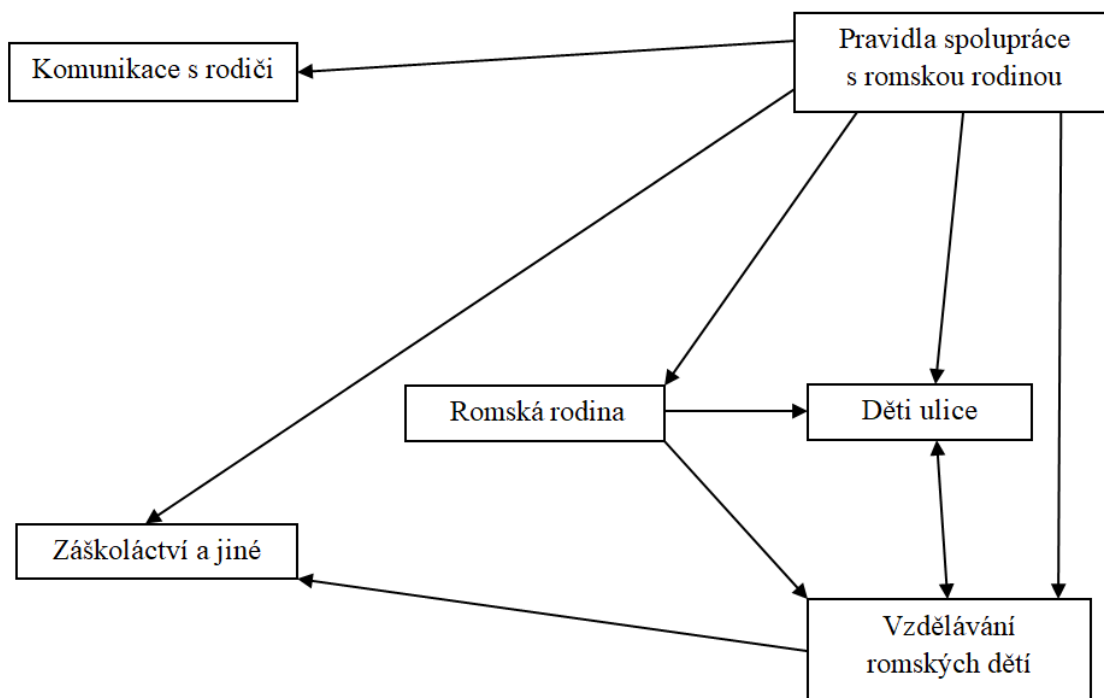 Pravidla spolupráce
s romskou rodinou
Komunikace s rodiči
Romská rodina
Děti ulice
Záškoláctví a jiné
Vzdělávání
romských dětí